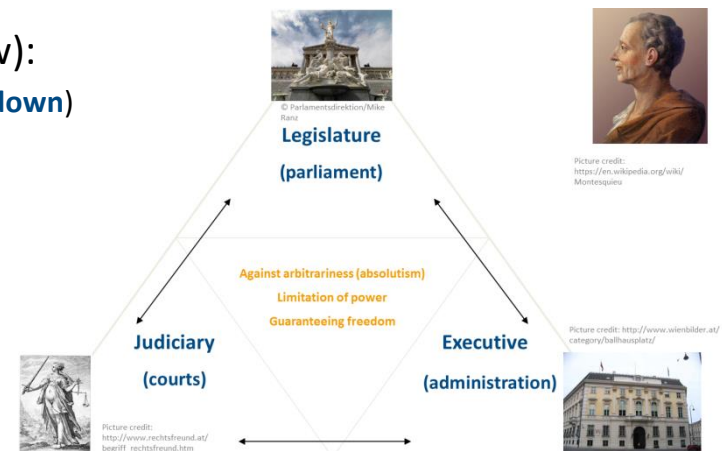 w):
down)
© Parlamentsdirektion/Mike
Ranz
Legislature
(parliament)
Picture credit:
https://en.wikipedia.org/wiki/
Montesquieu
Against arbitrariness (absolutism)
Limitation of power
Guaranteeing freedom
Judiciary
(courts)
Executive
(administration)
Picture credit: http://www.wienbilder.at/
category/ballhausplatz/
Picture credit:
http://www.rechtsfreund.at/
begriff_rechtsfreund.htm